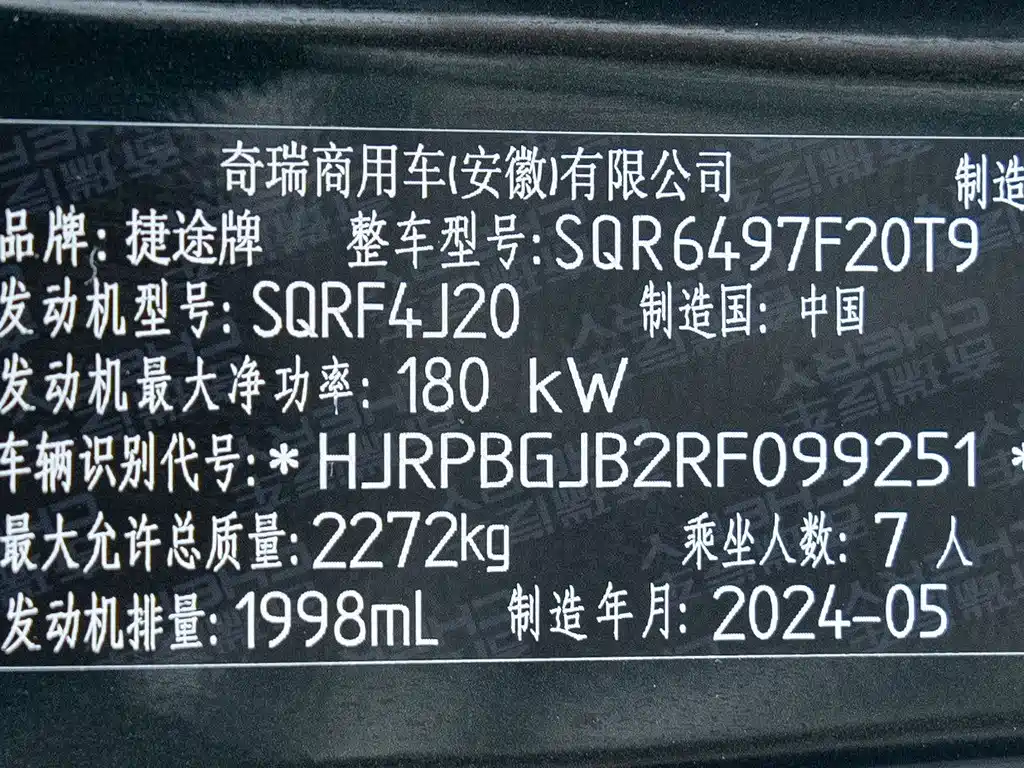 奇瑞商用车(安徽)有限公司 制造
品牌: 捷途牌 整车型号: SQR6497F20T9
发动机型号: SQRF4J20 制造国: 中国
发动机最大净功率: 180 kW
车辆识别代号: *HJRPBGJB2RF099251*
最大允许总质量: 2272kg 乘坐人数: 7 人
发动机排量: 1998mL 制造年月: 2024-05